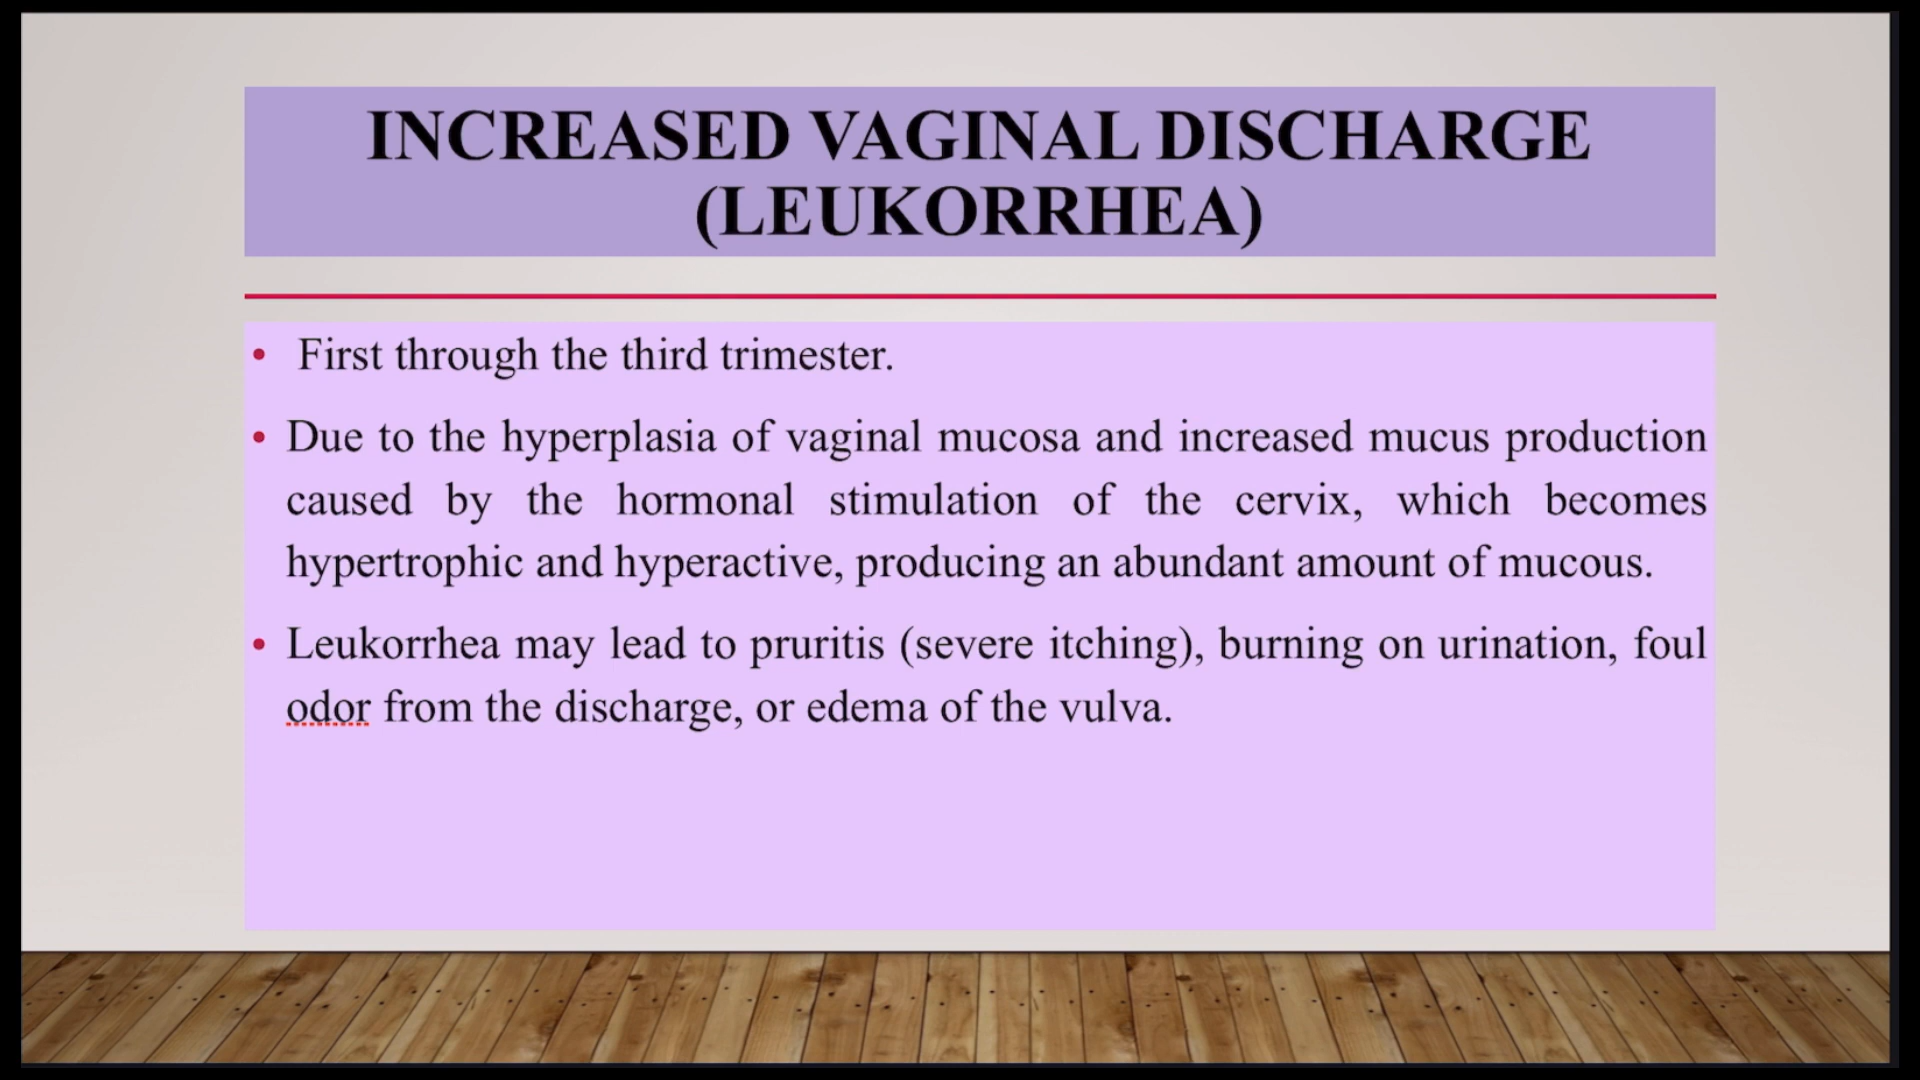 INCREASED VAGINAL DISCHARGE
(LEUKORRHEA)
• First through the third trimester.
• Due to the hyperplasia of vaginal mucosa and increased mucus production
caused by the hormonal stimulation of the cervix, which becomes
hypertrophic and hyperactive, producing an abundant amount of mucous.
• Leukorrhea may lead to pruritis (severe itching), burning on urination, foul
odor from the discharge, or edema of the vulva.